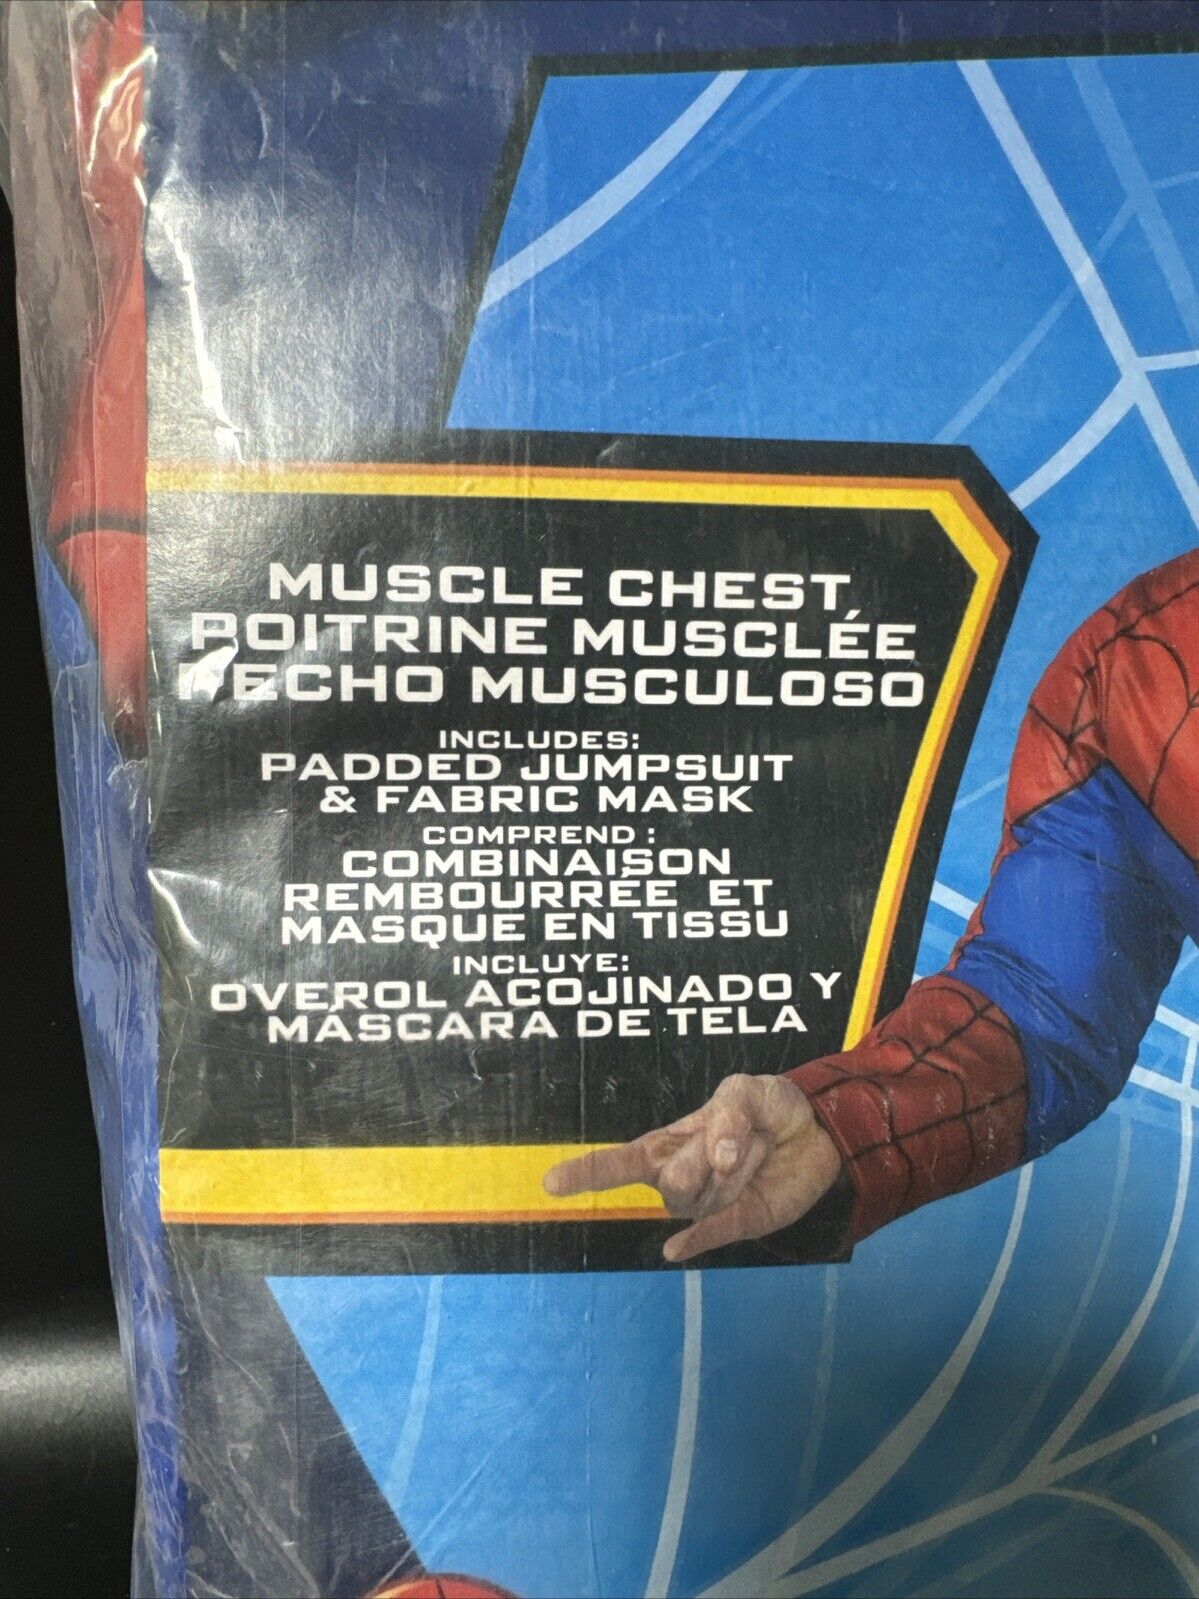 MUSCLE CHEST
POITRINE MUSCLÉE
PECHO MUSCULOSO
INCLUDES:
PADDED JUMPSUIT
& FABRIC MASK
COMPREND :
COMBINAISON
REMBOURRÉE ET
MASQUE EN TISSU
INCLUYE:
OVEROL ACOJINADO Y
MÁSCARA DE TELA